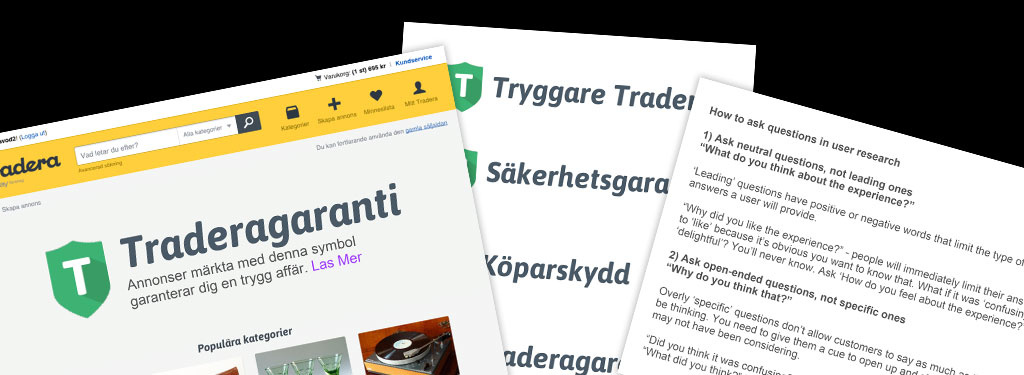 Varukorg: (1 st) 695 kr | Kundservice
(Logga ut)
Vad letar du efter?
Alla kategorier
Avancerad sökning
Kategorier
Skapa annons
Minneslista
Mitt Tradera
Du kan fortfarande använda den gamla säljsidan
Skapa annons
Traderagaranti
Annonser märkta med denna symbol
garanterar dig en trygg affär. Las Mer
Populära kategorier
T Tryggare
Säkerhetsgara
Köparskydd
How to ask questions in user research
1) Ask neutral questions, not leading ones
“What do you think about the experience?”
‘Leading’ questions have positive or negative words that limit the type of
answers a user will provide.
“Why did you like the experience?” - people will immediately limit their
to ‘like’ because it’s obvious you want to know that. What if it was
‘delightful’? You’ll never know. Ask ‘How do you feel about the experience?
2) Ask open-ended questions, not specific ones
“Why do you think that?”
Overly ‘specific’ questions don’t allow customers to say as much as
be thinking. You need to give them a cue to open up and
may not have been considering.
“Did you think it was
“What did you think?”